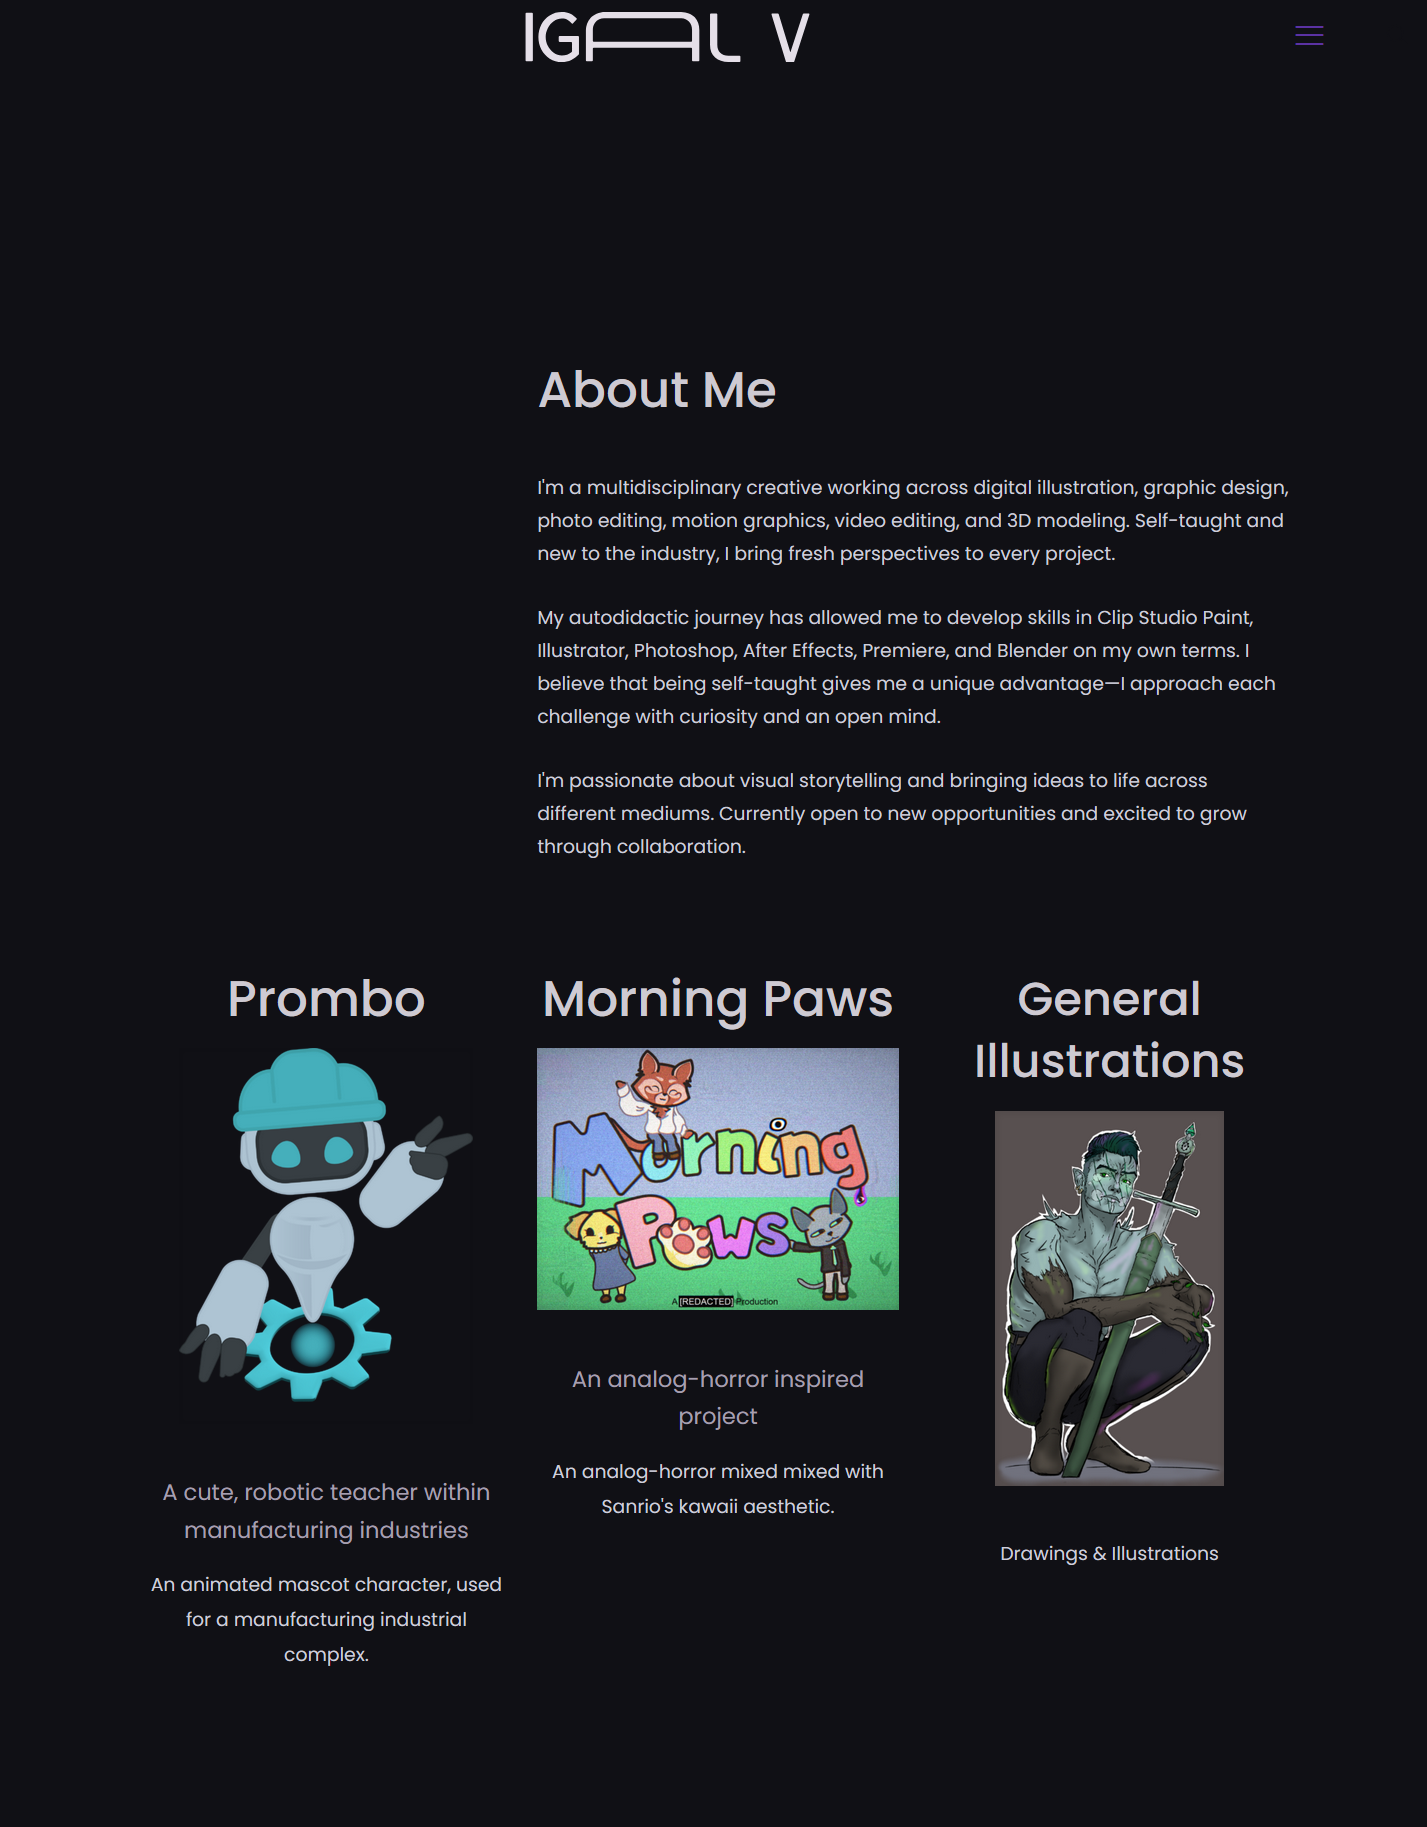 IGAL V
About Me
I'm a multidisciplinary creative working across digital illustration, graphic design,
photo editing, motion graphics, video editing, and 3D modeling. Self-taught and
new to the industry, I bring fresh perspectives to every project.
My autodidactic journey has allowed me to develop skills in Clip Studio Paint,
Illustrator, Photoshop, After Effects, Premiere, and Blender on my own terms. I
believe that being self-taught gives me a unique advantage—I approach each
challenge with curiosity and an open mind.
I'm passionate about visual storytelling and bringing ideas to life across
different mediums. Currently open to new opportunities and excited to grow
through collaboration.
Prombo
A cute, robotic teacher within
manufacturing industries
An animated mascot character, used
for a manufacturing industrial
complex.
Morning Paws
Morning
Paws
A [REDACTED] Production
An analog-horror inspired
project
An analog-horror mixed mixed with
Sanrio's kawaii aesthetic.
General
Illustrations
Drawings & Illustrations